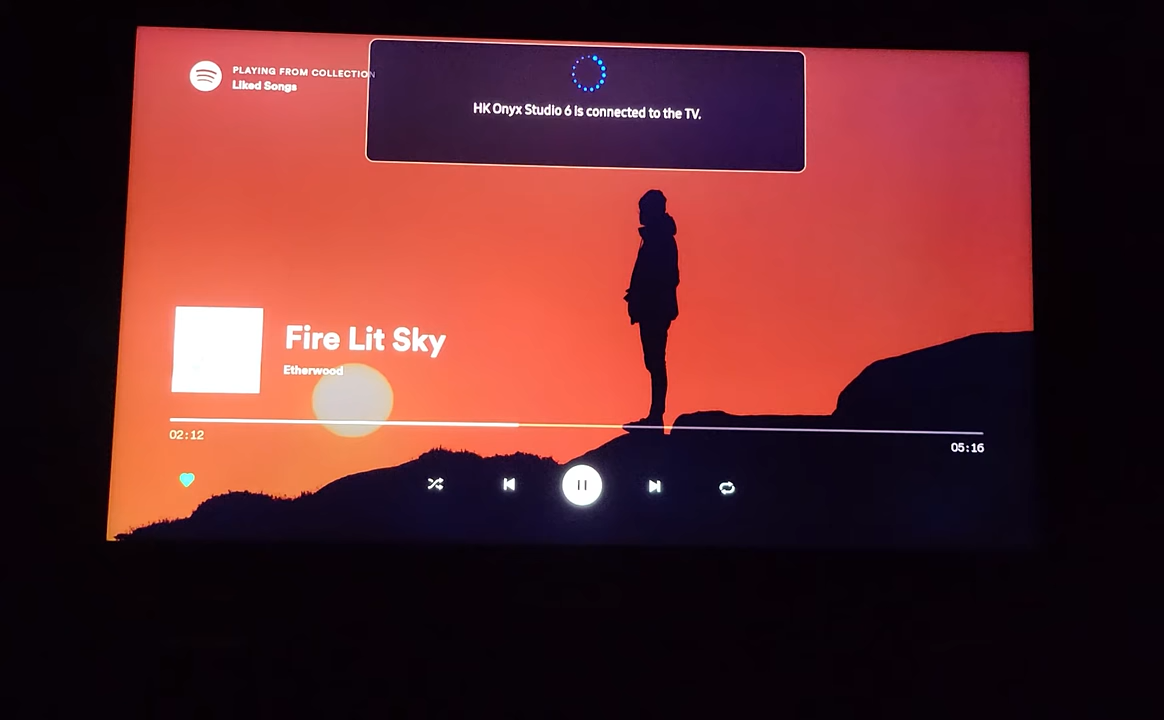 PLAYING FROM COLLECTION
Liked Songs
HK Onyx Studio 6 is connected to the TV.
Fire Lit Sky
Etherwood
02:12
05:16